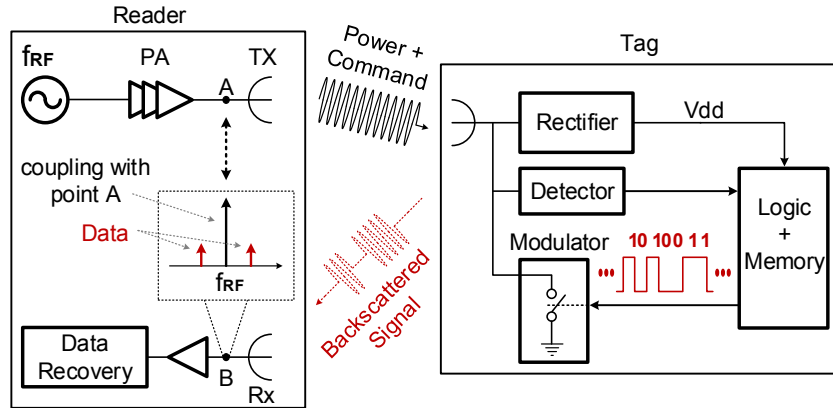 Reader
fRF
PA
TX
A
coupling with
point A
Data
fRF
Data
Recovery
B
Rx
Power +
Command
Backscattered
Signal
Tag
Rectifier
Vdd
Detector
Logic
+
Memory
Modulator
10 100 11